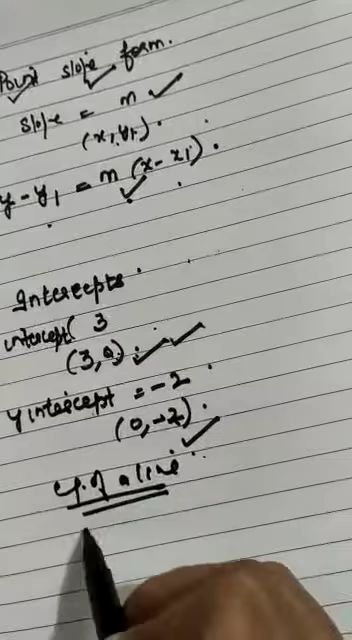 Point slope form.
slope = m
(x1, y1).
y - y1 = m (x - x1).
Intercepts.
intercept( 3
(3, 0).
y intercept = -2
(0, -2).
of a line